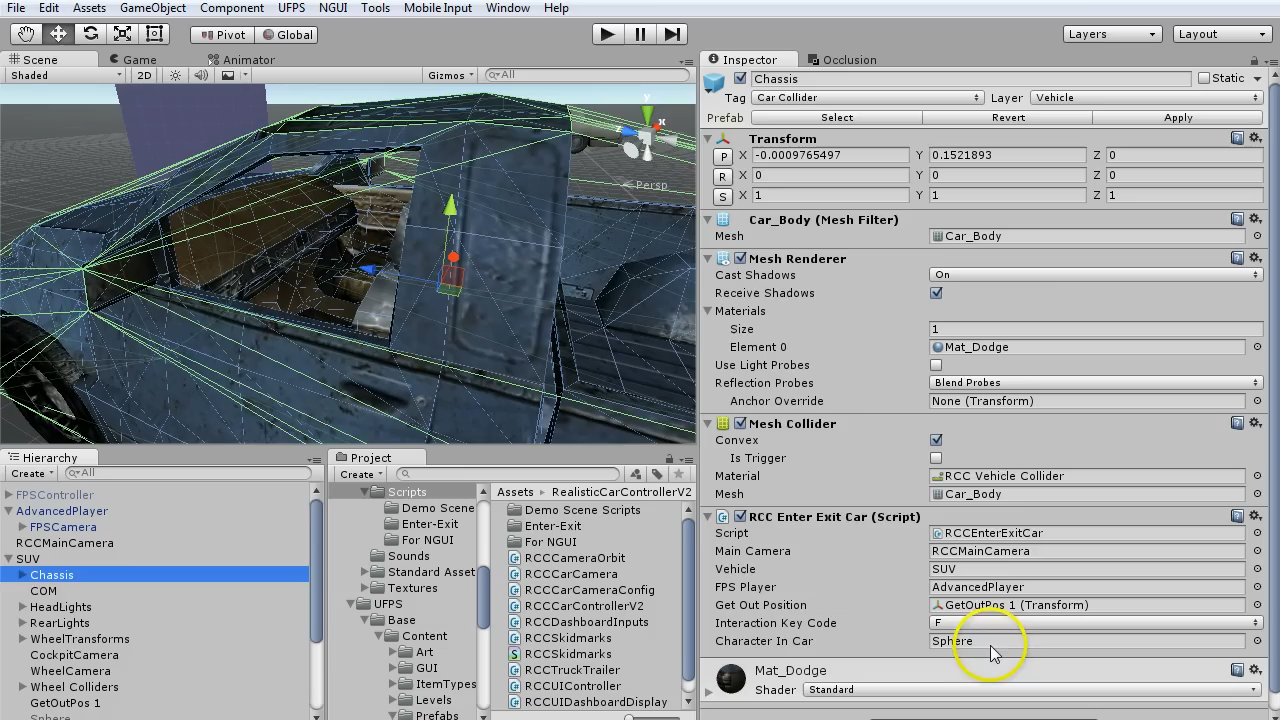 File Edit Assets GameObject Component UFPS NGUI Tools Mobile Input Window Help
Pivot Global Layers Layout
Scene Game Animator
Shaded 2D Gizmos All
y
x
Persp
Inspector Occlusion
Chassis Static
Tag Car Collider Layer Vehicle
Prefab Select Revert Apply
Transform
P X -0.0009765497 Y 0.1521893 Z 0
R X 0 Y 0 Z 0
S X 1 Y 1 Z 1
Car_Body (Mesh Filter)
Mesh Car_Body
Mesh Renderer
Cast Shadows On
Receive Shadows
Materials
Size 1
Element 0 Mat_Dodge
Use Light Probes
Reflection Probes Blend Probes
Anchor Override None (Transform)
Mesh Collider
Convex
Is Trigger
Material RCC Vehicle Collider
Mesh Car_Body
RCC Enter Exit Car (Script)
Script RCCEnterExitCar
Main Camera RCCMainCamera
Vehicle SUV
FPS Player AdvancedPlayer
Get Out Position GetOutPos 1 (Transform)
Interaction Key Code F
Character In Car Sphere
Mat_Dodge
Shader Standard
Hierarchy
Create All
FPSController
AdvancedPlayer
FPSCamera
RCCMainCamera
SUV
Chassis
COM
HeadLights
RearLights
WheelTransforms
CockpitCamera
WheelCamera
Wheel Colliders
GetOutPos 1
Sphere
Project
Create
Scripts
Demo Scene
Enter-Exit
For NGUI
Sounds
Standard Asset
Textures
UFPS
Base
Content
Art
GUI
ItemTypes
Levels
Prefabs
Assets RealisticCarControllerV2
Demo Scene Scripts
Enter-Exit
For NGUI
RCCCameraOrbit
RCCCarCamera
RCCCameraConfig
RCCCarControllerV2
RCCDashboardInputs
RCCSkidmarks
RCCSkidmarks
RCCTruckTrailer
RCCUIController
RCCUIDashboardDisplay